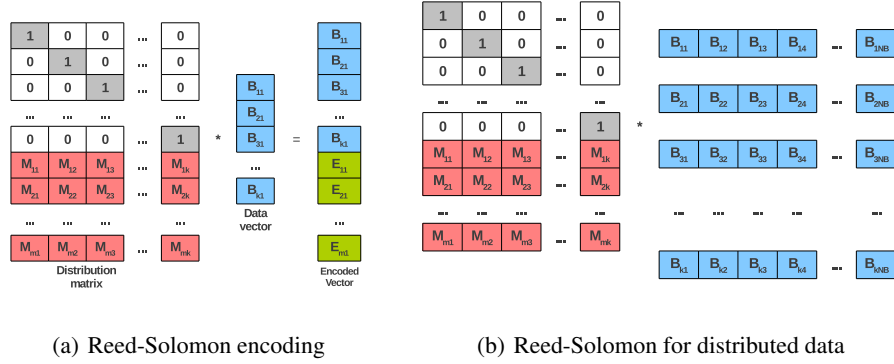 1 0 0 ... 0
0 1 0 ... 0
0 0 1 ... 0
... ... ... ...
0 0 0 ... 1
M11 M12 M13 ... M1k
M21 M22 M23 ... M2k
... ... ... ...
Mm1 Mm2 Mm3 ... Mmk
Distribution
matrix
*
B11
B21
B31
...
Bk1
Data
vector
=
B11
B21
B31
...
Bk1
E11
E21
...
Em1
Encoded
Vector
(a) Reed-Solomon encoding
1 0 0 ... 0
0 1 0 ... 0
0 0 1 ... 0
... ... ... ...
0 0 0 ... 1
M11 M12 M13 ... M1k
M21 M22 M23 ... M2k
... ... ... ...
Mm1 Mm2 Mm3 ... Mmk
*
B11 B12 B13 B14 ... B1NB
B21 B22 B23 B24 ... B2NB
B31 B32 B33 B34 ... B3NB
... ... ... ... ...
Bk1 Bk2 Bk3 Bk4 ... BkNB
(b) Reed-Solomon for distributed data